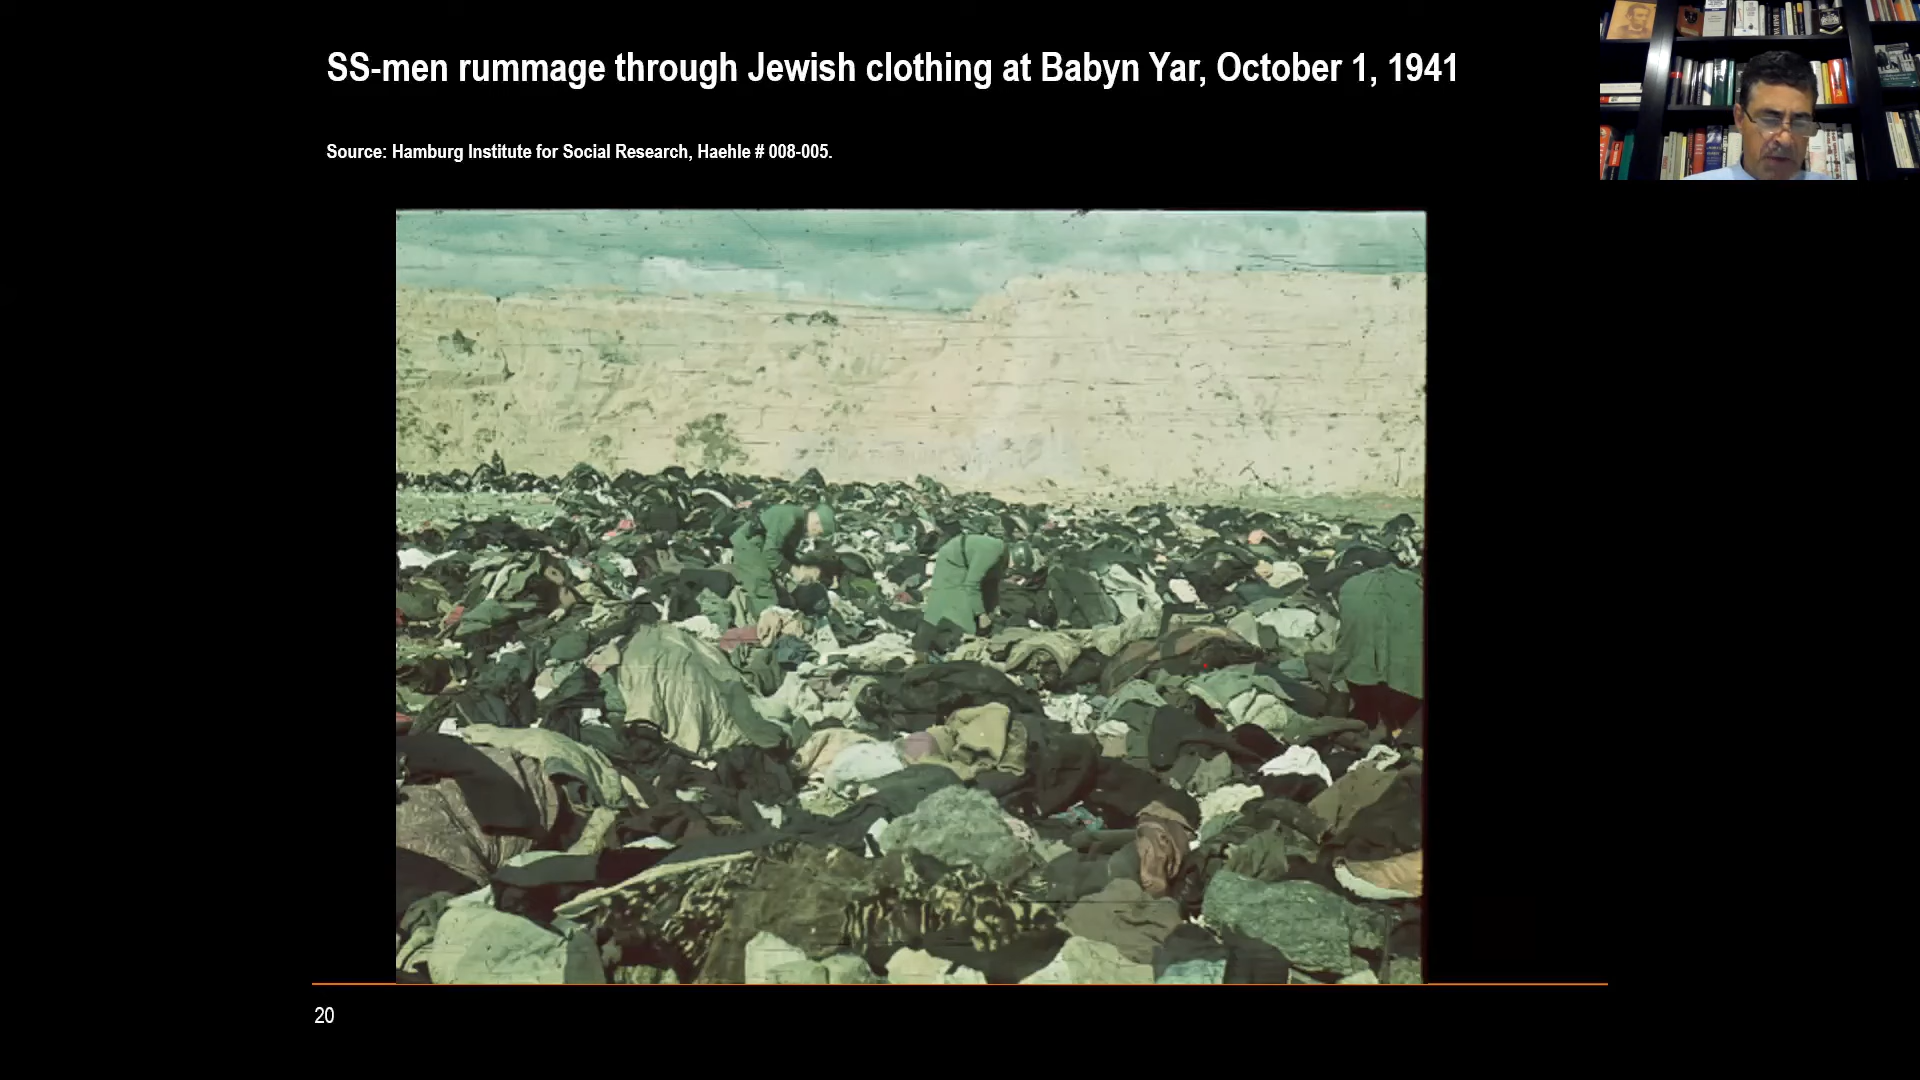 SS-men rummage through Jewish clothing at Babyn Yar, October 1, 1941
Source: Hamburg Institute for Social Research, Haehle # 008-005.
20